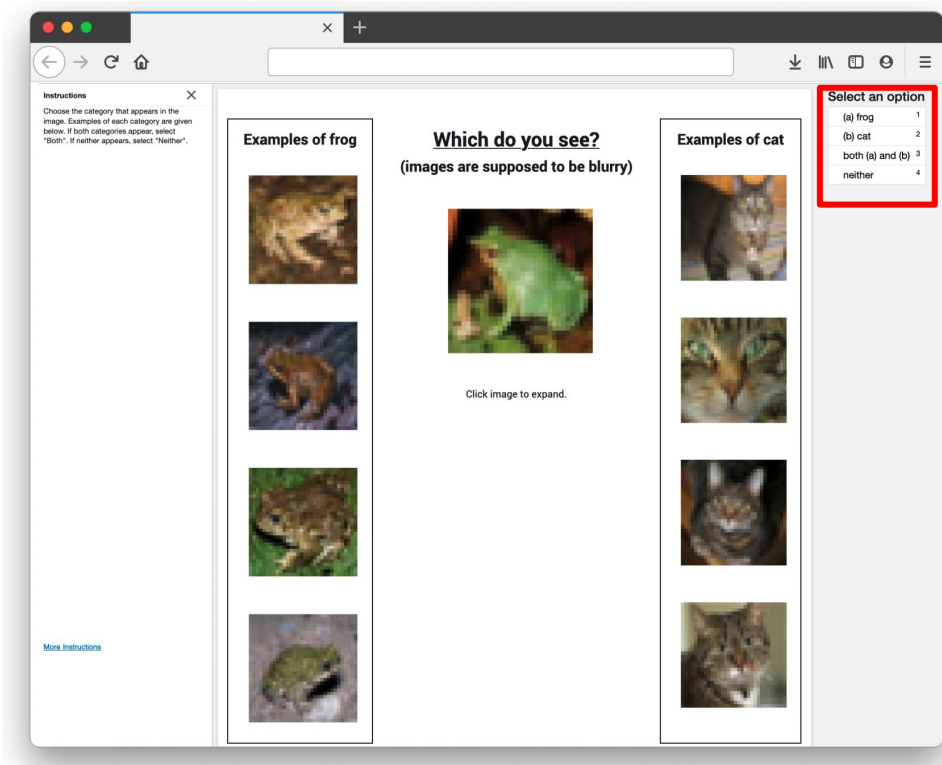 Instructions
Choose the category that appears in the
image. Examples of each category are given
below. If both categories appear, select
"Both". If neither appears, select "Neither".
More Instructions
Examples of frog
Which do you see?
(images are supposed to be blurry)
Click image to expand.
Examples of cat
Select an option
(a) frog 1
(b) cat 2
both (a) and (b) 3
neither 4